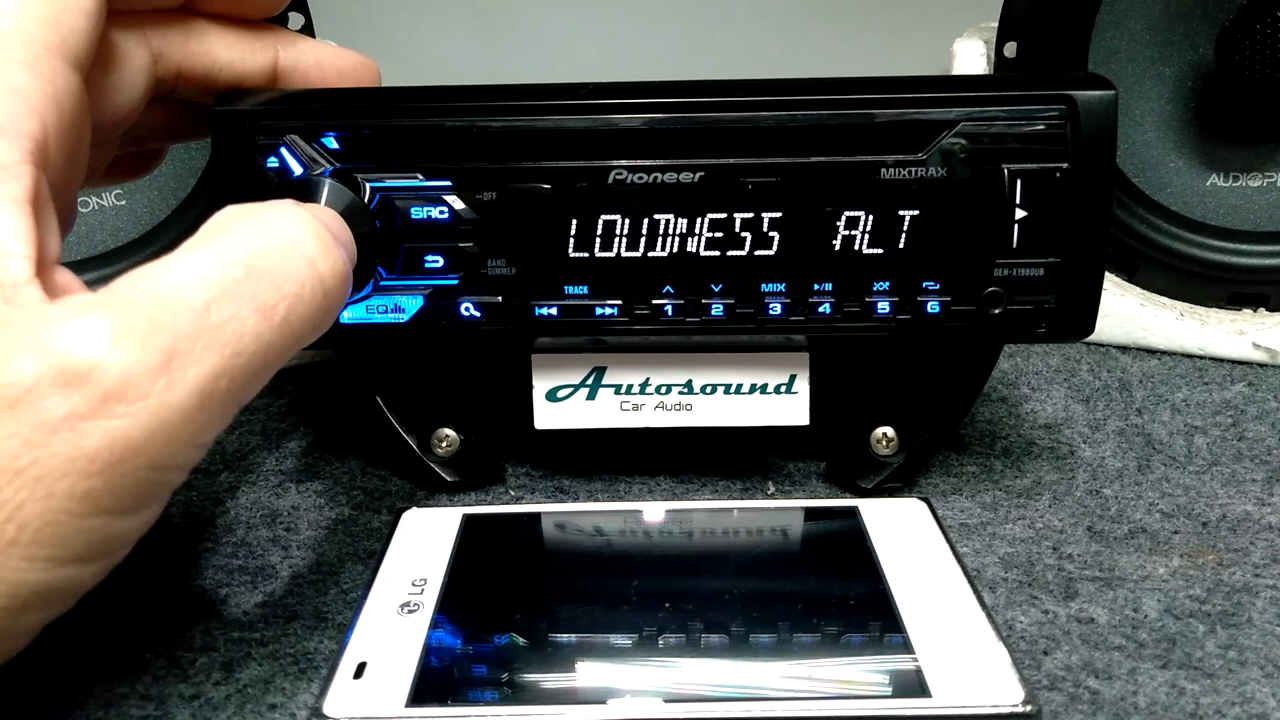 Pioneer
MIXTRAX
SRC
OFF
LOUDNESS ALT
BAND
DIMMER
DEH-X1980UB
TRACK
MIX
EQ
1
2
3
4
5
6
Autosound
Car Audio
LG
ONIC
AUDIOP